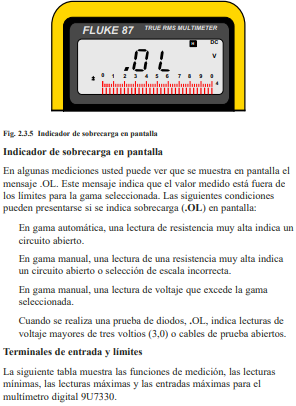 FLUKE 87 TRUE RMS MULTIMETER
DC
.OL V
0 1 2 3 4 5 6 7 8 9 0
4
Fig. 2.3.5 Indicador de sobrecarga en pantalla
Indicador de sobrecarga en pantalla
En algunas mediciones usted puede ver que se muestra en pantalla el
mensaje .OL. Este mensaje indica que el valor medido está fuera de
los límites para la gama seleccionada. Las siguientes condiciones
pueden presentarse si se indica sobrecarga (.OL) en pantalla:
En gama automática, una lectura de resistencia muy alta indica un
circuito abierto.
En gama manual, una lectura de una resistencia muy alta indica
un circuito abierto o selección de escala incorrecta.
En gama manual, una lectura de voltaje que excede la gama
seleccionada.
Cuando se realiza una prueba de diodos, .OL, indica lecturas de
voltaje mayores de tres voltios (3,0) o cables de prueba abiertos.
Terminales de entrada y límites
La siguiente tabla muestra las funciones de medición, las lecturas
mínimas, las lecturas máximas y las entradas máximas para el
multímetro digital 9U7330.